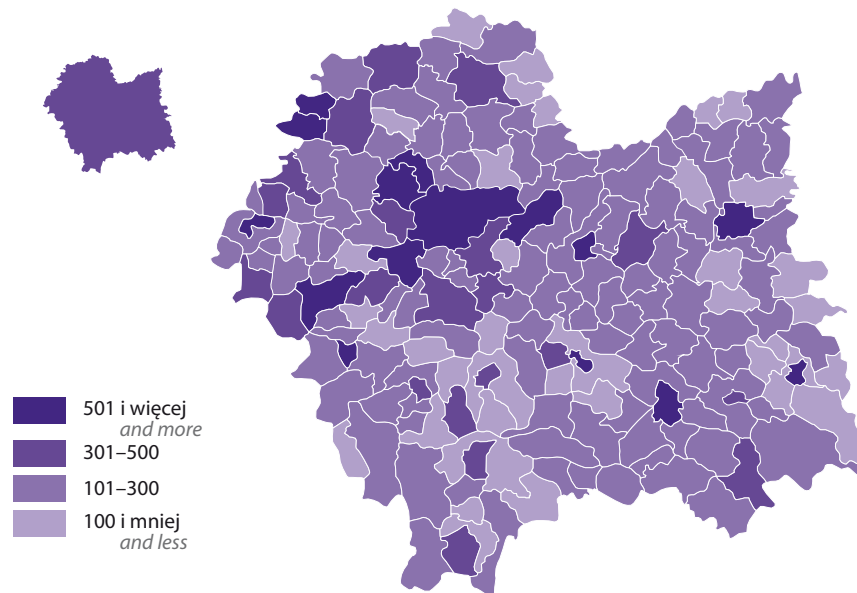 501 i więcej
and more
301–500
101–300
100 i mniej
and less